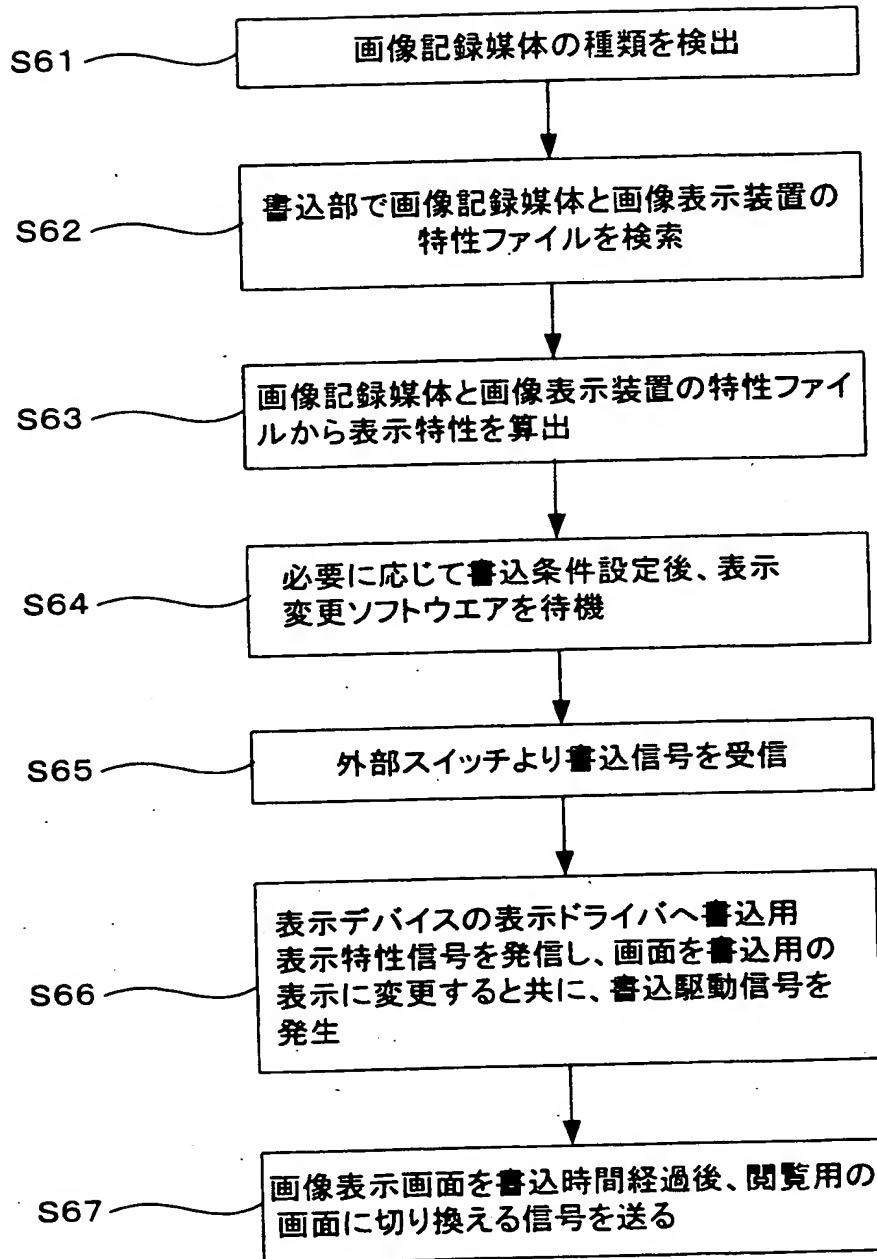 S61
画像記録媒体の種類を検出
S62
書込部で画像記録媒体と画像表示装置の
特性ファイルを検索
S63
画像記録媒体と画像表示装置の特性ファイ
ルから表示特性を算出
S64
必要に応じて書込条件設定後、表示
変更ソフトウエアを待機
S65
外部スイッチより書込信号を受信
S66
表示デバイスの表示ドライバへ書込用
表示特性信号を発信し、画面を書込用の
表示に変更すると共に、書込駆動信号を
発生
S67
画像表示画面を書込時間経過後、閲覧用の
画面に切り換える信号を送る